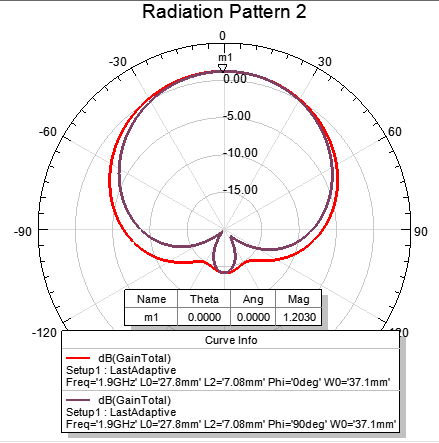 Radiation Pattern 2
0
m1
-30
30
0.00
-5.00
-60
60
-10.00
-15.00
-90
90
Name Theta Ang Mag
m1 0.0000 0.0000 1.2030
-120
120
Curve Info
dB(GainTotal)
Setup1 : LastAdaptive
Freq='1.9GHz' L0='27.8mm' L2='7.08mm' Phi='0deg' W0='37.1mm'
dB(GainTotal)
Setup1 : LastAdaptive
Freq='1.9GHz' L0='27.8mm' L2='7.08mm' Phi='90deg' W0='37.1mm'